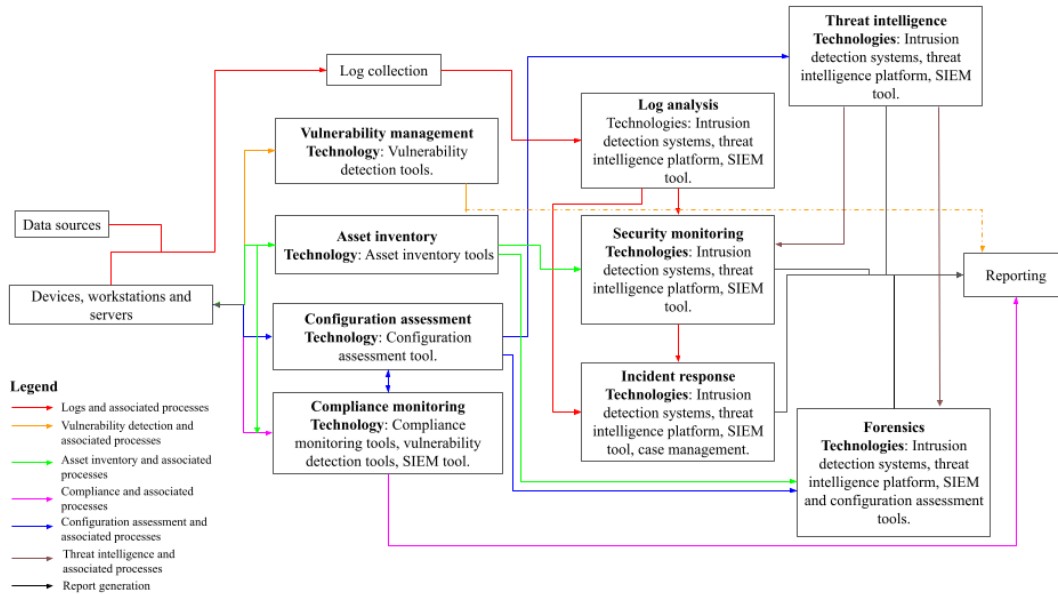 Threat intelligence
Technologies: Intrusion
detection systems, threat
intelligence platform, SIEM
tool.
Log collection
Log analysis
Technologies: Intrusion
detection systems, threat
intelligence platform, SIEM
tool.
Vulnerability management
Technology: Vulnerability
detection tools.
Data sources
Asset inventory
Technology: Asset inventory tools
Security monitoring
Technologies: Intrusion
detection systems, threat
intelligence platform, SIEM
tool.
Reporting
Devices, workstations and
servers
Configuration assessment
Technology: Configuration
assessment tool.
Incident response
Technologies: Intrusion
detection systems, threat
intelligence platform, SIEM
tool, case management.
Compliance monitoring
Technology: Compliance
monitoring tools, vulnerability
detection tools, SIEM tool.
Forensics
Technologies: Intrusion
detection systems, threat
intelligence platform, SIEM
and configuration assessment
tools.
Legend
Logs and associated processes
Vulnerability detection and
associated processes
Asset inventory and associated
processes
Compliance and associated
processes
Configuration assessment and
associated processes
Threat intelligence and
associated processes
Report generation